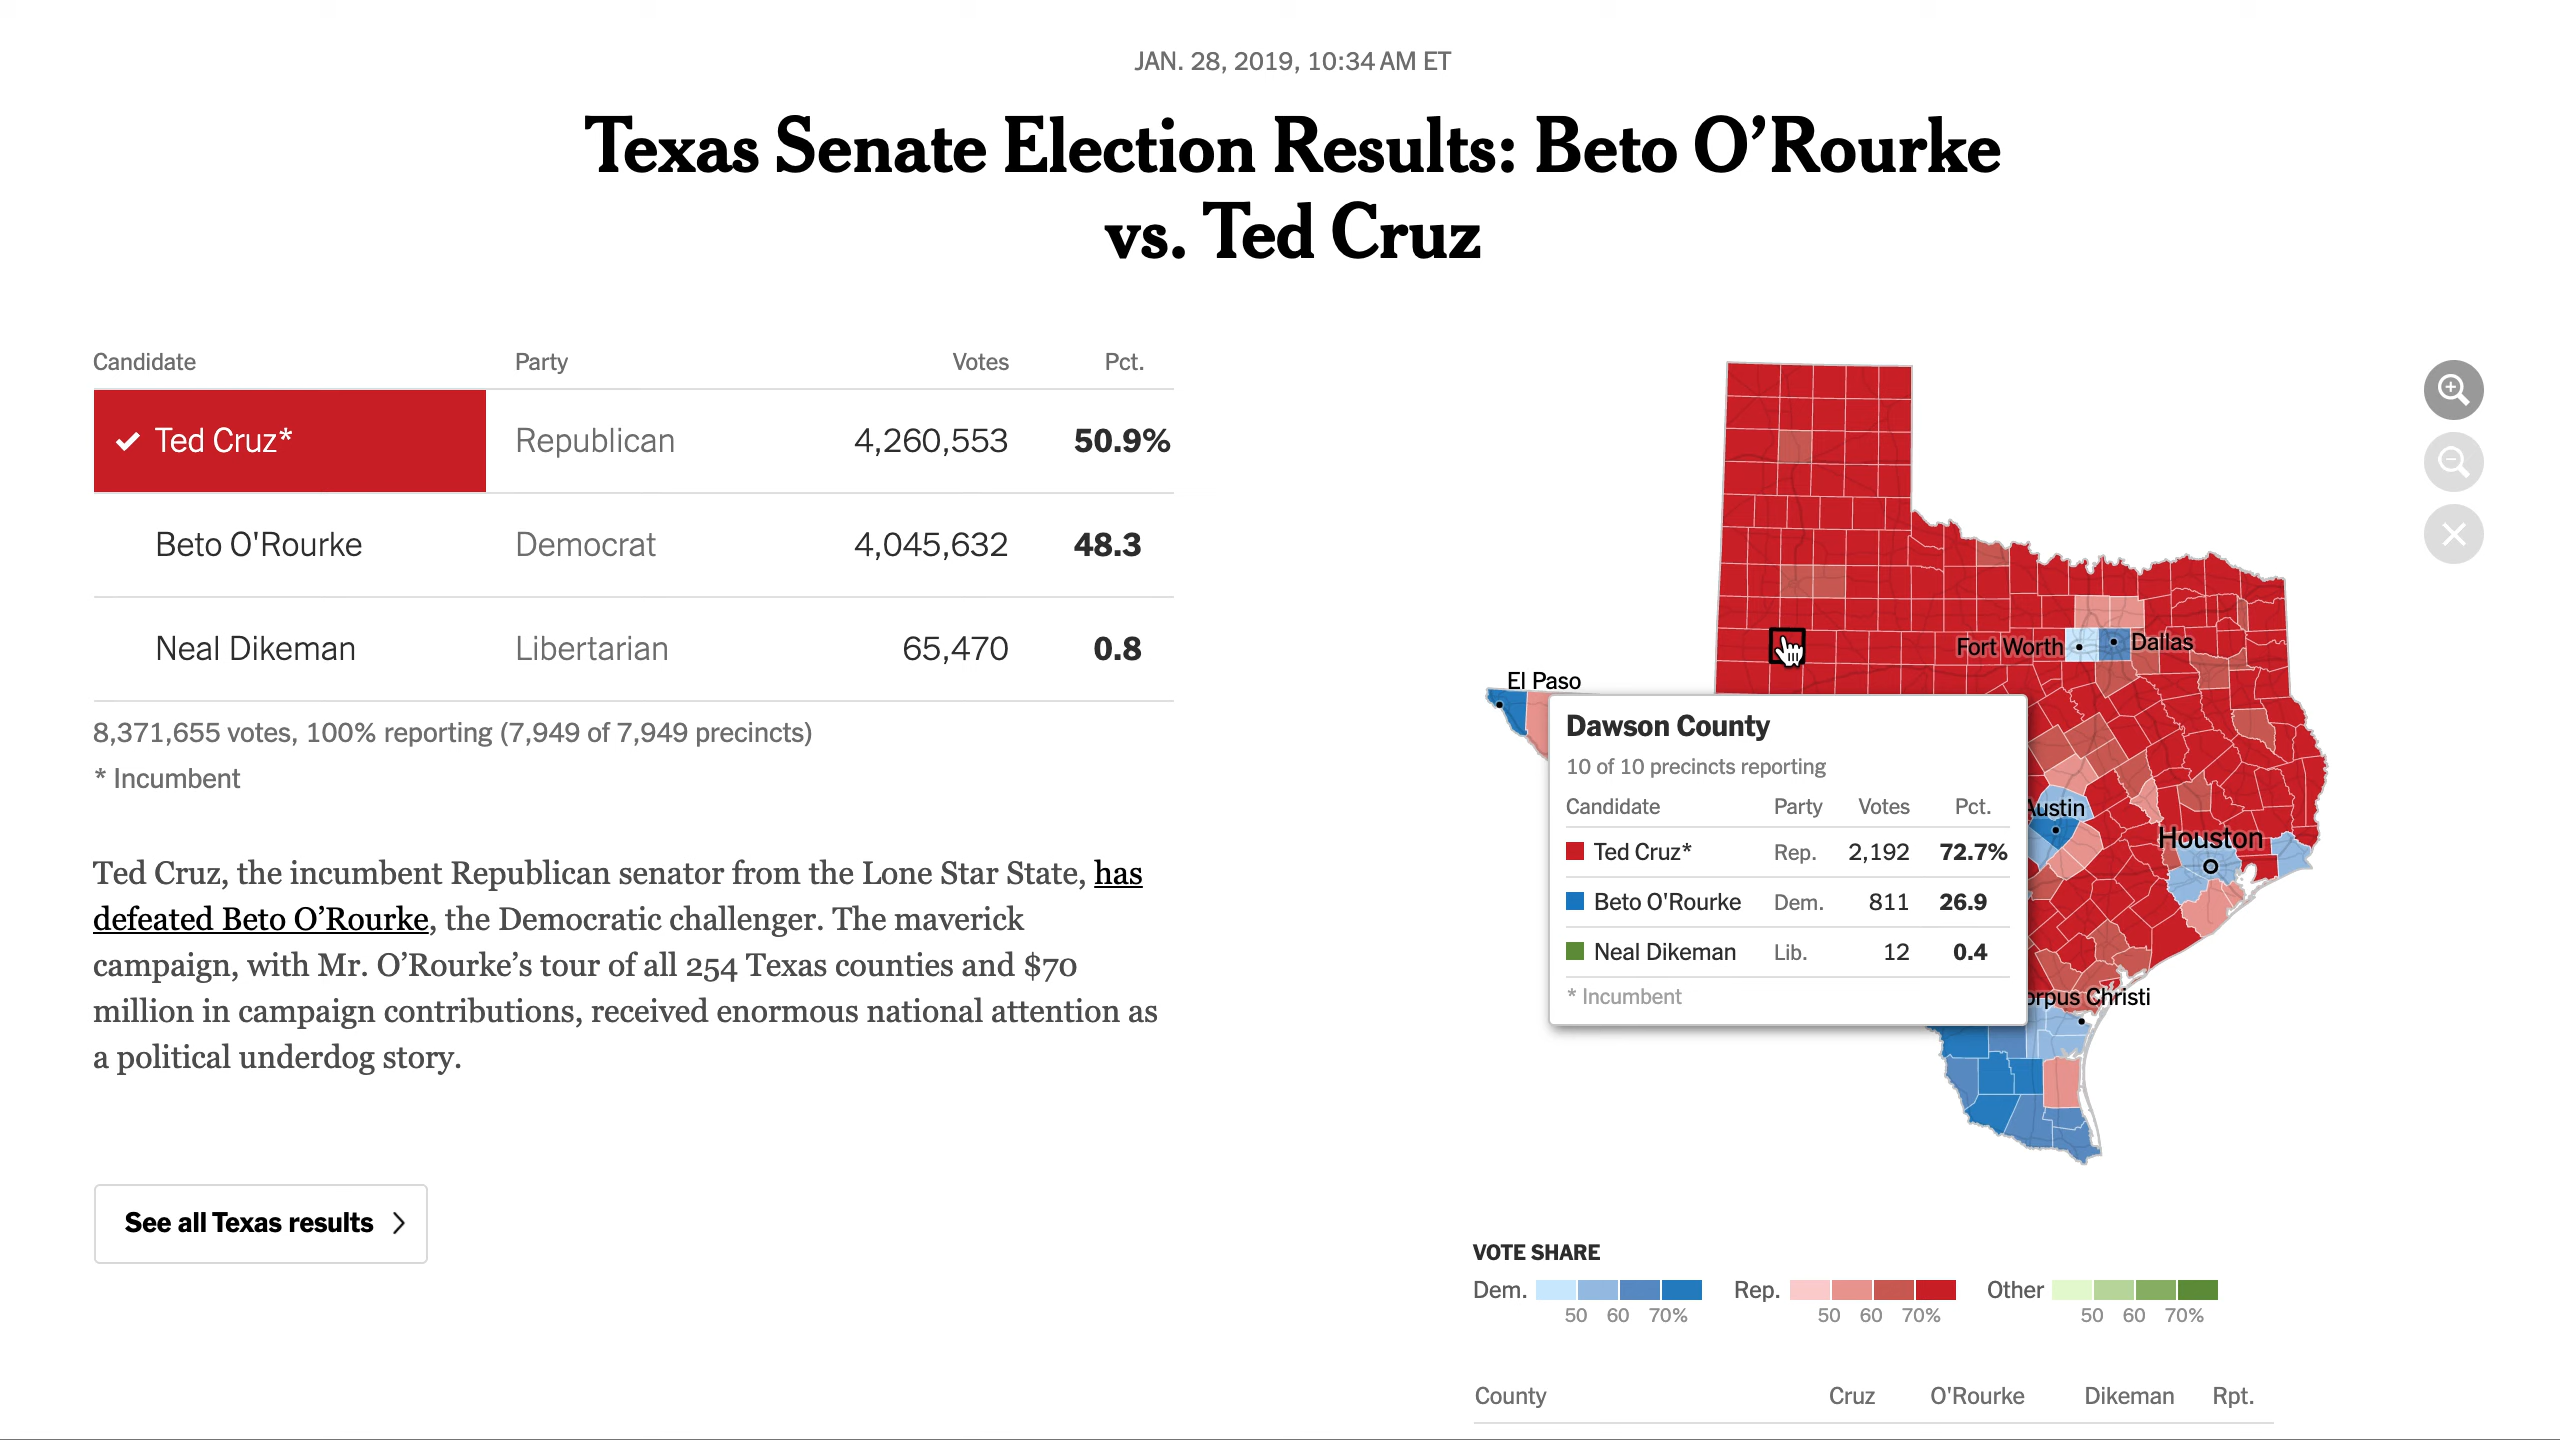 JAN. 28, 2019, 10:34 AM ET
Texas Senate Election Results: Beto O’Rourke
vs. Ted Cruz
Candidate Party Votes Pct.
Ted Cruz* Republican 4,260,553 50.9%
Beto O'Rourke Democrat 4,045,632 48.3
Neal Dikeman Libertarian 65,470 0.8
8,371,655 votes, 100% reporting (7,949 of 7,949 precincts)
* Incumbent
Ted Cruz, the incumbent Republican senator from the Lone Star State, has
defeated Beto O’Rourke, the Democratic challenger. The maverick
campaign, with Mr. O’Rourke’s tour of all 254 Texas counties and $70
million in campaign contributions, received enormous national attention as
a political underdog story.
See all Texas results
Fort Worth
Dallas
El Paso
Austin
Houston
orpus Christi
Dawson County
10 of 10 precincts reporting
Candidate Party Votes Pct.
Ted Cruz* Rep. 2,192 72.7%
Beto O'Rourke Dem. 811 26.9
Neal Dikeman Lib. 12 0.4
* Incumbent
VOTE SHARE
Dem. Rep. Other
50 60 70% 50 60 70% 50 60 70%
County Cruz O'Rourke Dikeman Rpt.